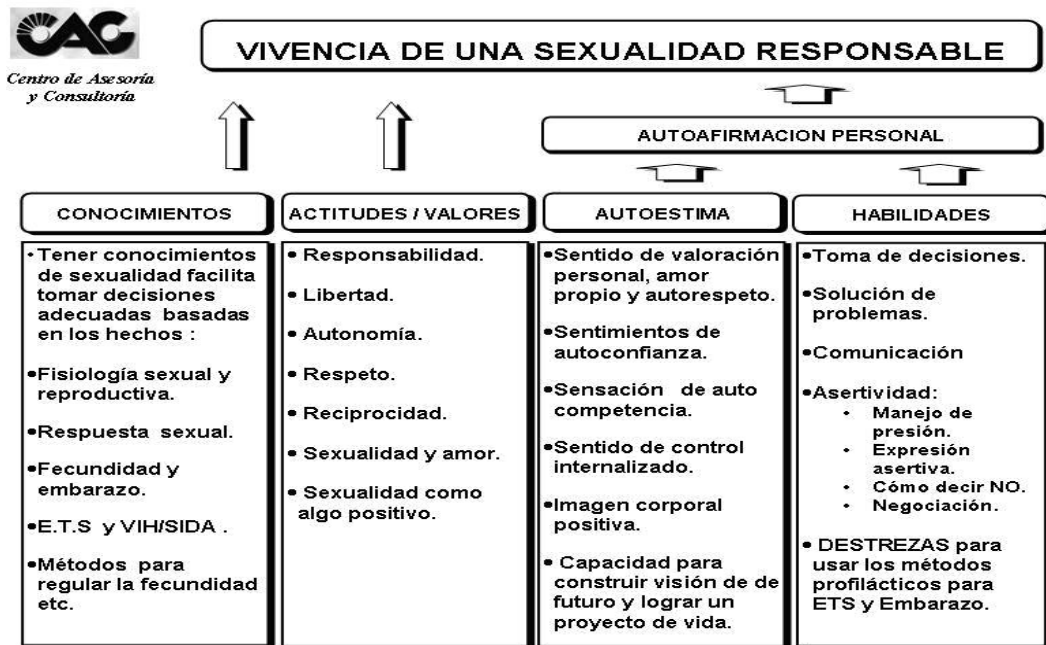 CAC
Centro de Asesoría
y Consultoría
VIVENCIA DE UNA SEXUALIDAD RESPONSABLE
AUTOAFIRMACION PERSONAL
CONOCIMIENTOS
• Tener conocimientos
de sexualidad facilita
tomar decisiones
adecuadas basadas
en los hechos :
•Fisiología sexual y
reproductiva.
•Respuesta sexual.
•Fecundidad y
embarazo.
•E.T.S y VIH/SIDA .
•Métodos para
regular la fecundidad
etc.
ACTITUDES / VALORES
• Responsabilidad.
• Libertad.
• Autonomía.
• Respeto.
• Reciprocidad.
• Sexualidad y amor.
• Sexualidad como
algo positivo.
AUTOESTIMA
•Sentido de valoración
personal, amor
propio y autorespeto.
•Sentimientos de
autoconfianza.
•Sensación de auto
competencia.
•Sentido de control
internalizado.
•Imagen corporal
positiva.
• Capacidad para
construir visión de de
futuro y lograr un
proyecto de vida.
HABILIDADES
•Toma de decisiones.
•Solución de
problemas.
•Comunicación
•Asertividad:
• Manejo de
presión.
• Expresión
asertiva.
• Cómo decir NO.
• Negociación.
• DESTREZAS para
usar los métodos
profilácticos para
ETS y Embarazo.